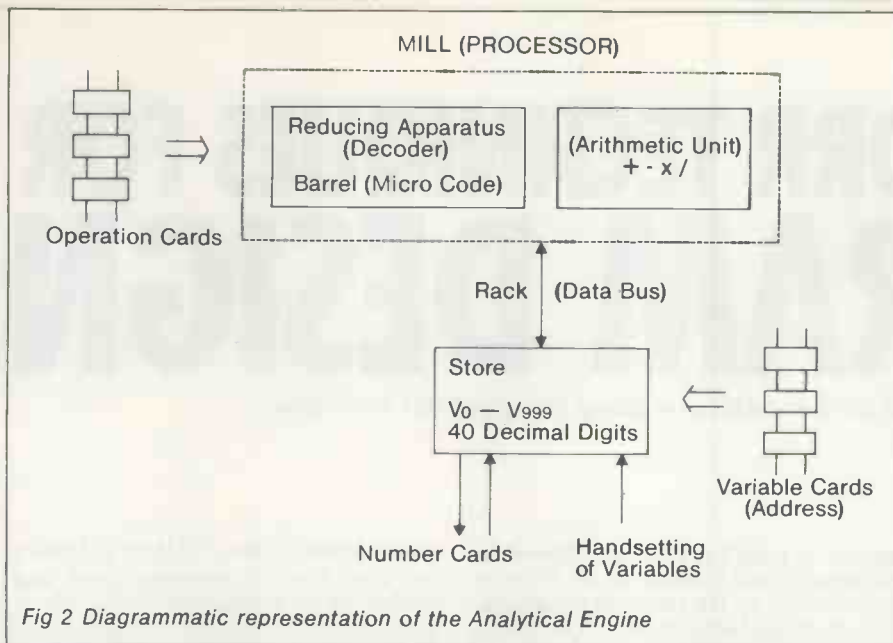 MILL (PROCESSOR)
Reducing Apparatus
(Decoder)
Barrel (Micro Code)
(Arithmetic Unit)
+ - x /
Operation Cards
Rack (Data Bus)
Store
V0 — V999
40 Decimal Digits
Variable Cards
(Address)
Number Cards
Handsetting
of Variables
Fig 2 Diagrammatic representation of the Analytical Engine